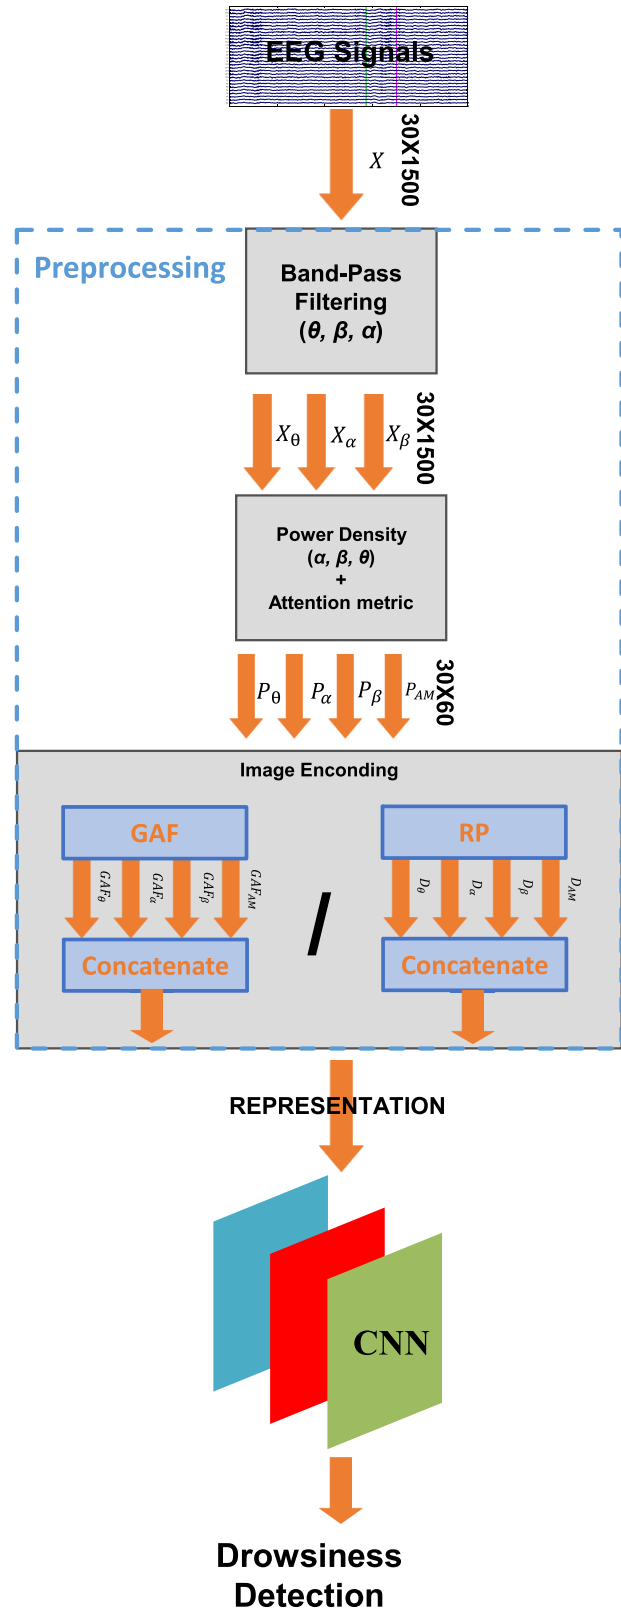 EEG Signals
X
30X1500
Preprocessing
Band-Pass
Filtering
(θ, β, α)
Xθ
Xα
Xβ
30X1500
Power Density
(α, β, θ)
+
Attention metric
Pθ
Pα
Pβ
PAM
30X60
Image Enconding
GAF
RP
GAFθ
GAFα
GAFβ
GAFAM
Dθ
Dα
Dβ
DAM
/
Concatenate
Concatenate
REPRESENTATION
CNN
Drowsiness
Detection